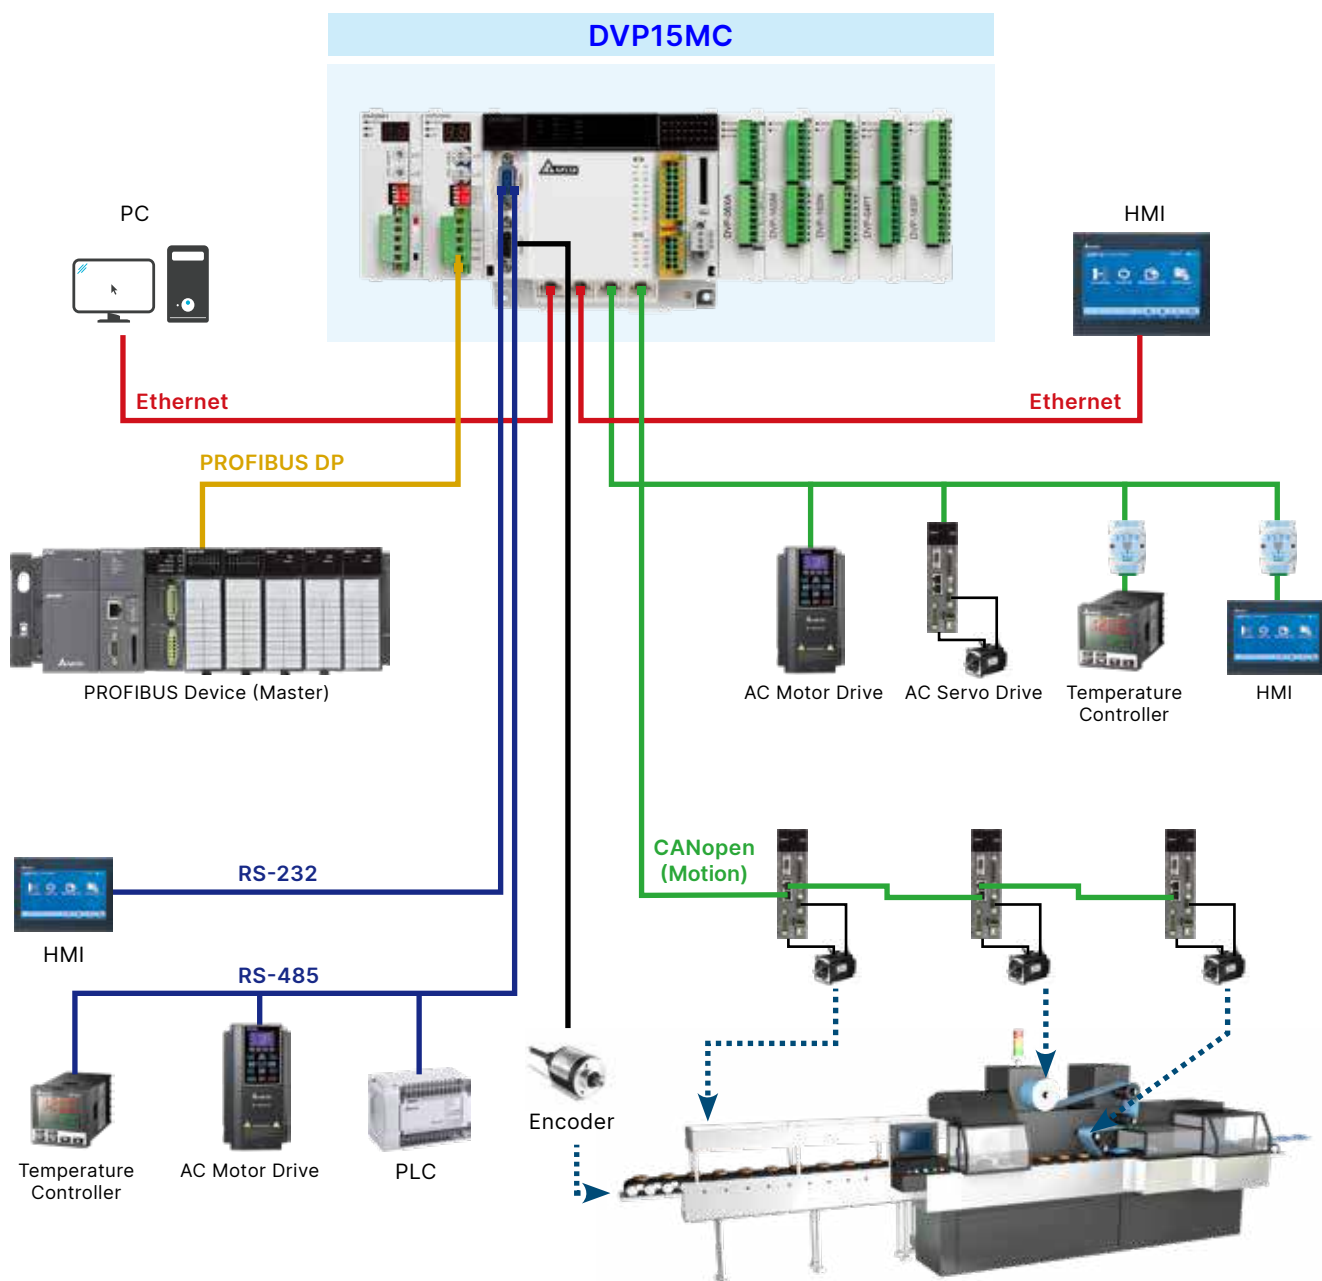 DVP15MC
PC
HMI
Ethernet
Ethernet
PROFIBUS DP
PROFIBUS Device (Master)
AC Motor Drive
AC Servo Drive
Temperature
Controller
HMI
CANopen
(Motion)
RS-232
HMI
RS-485
Temperature
Controller
AC Motor Drive
PLC
Encoder